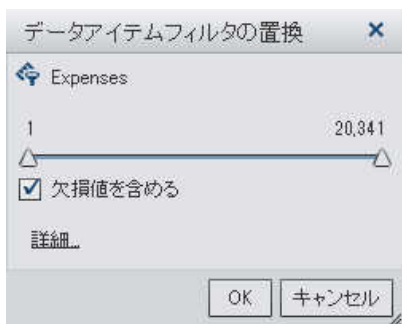 データアイテムフィルタの置換
Expenses
1 20,341
欠損値を含める
詳細...
OK キャンセル